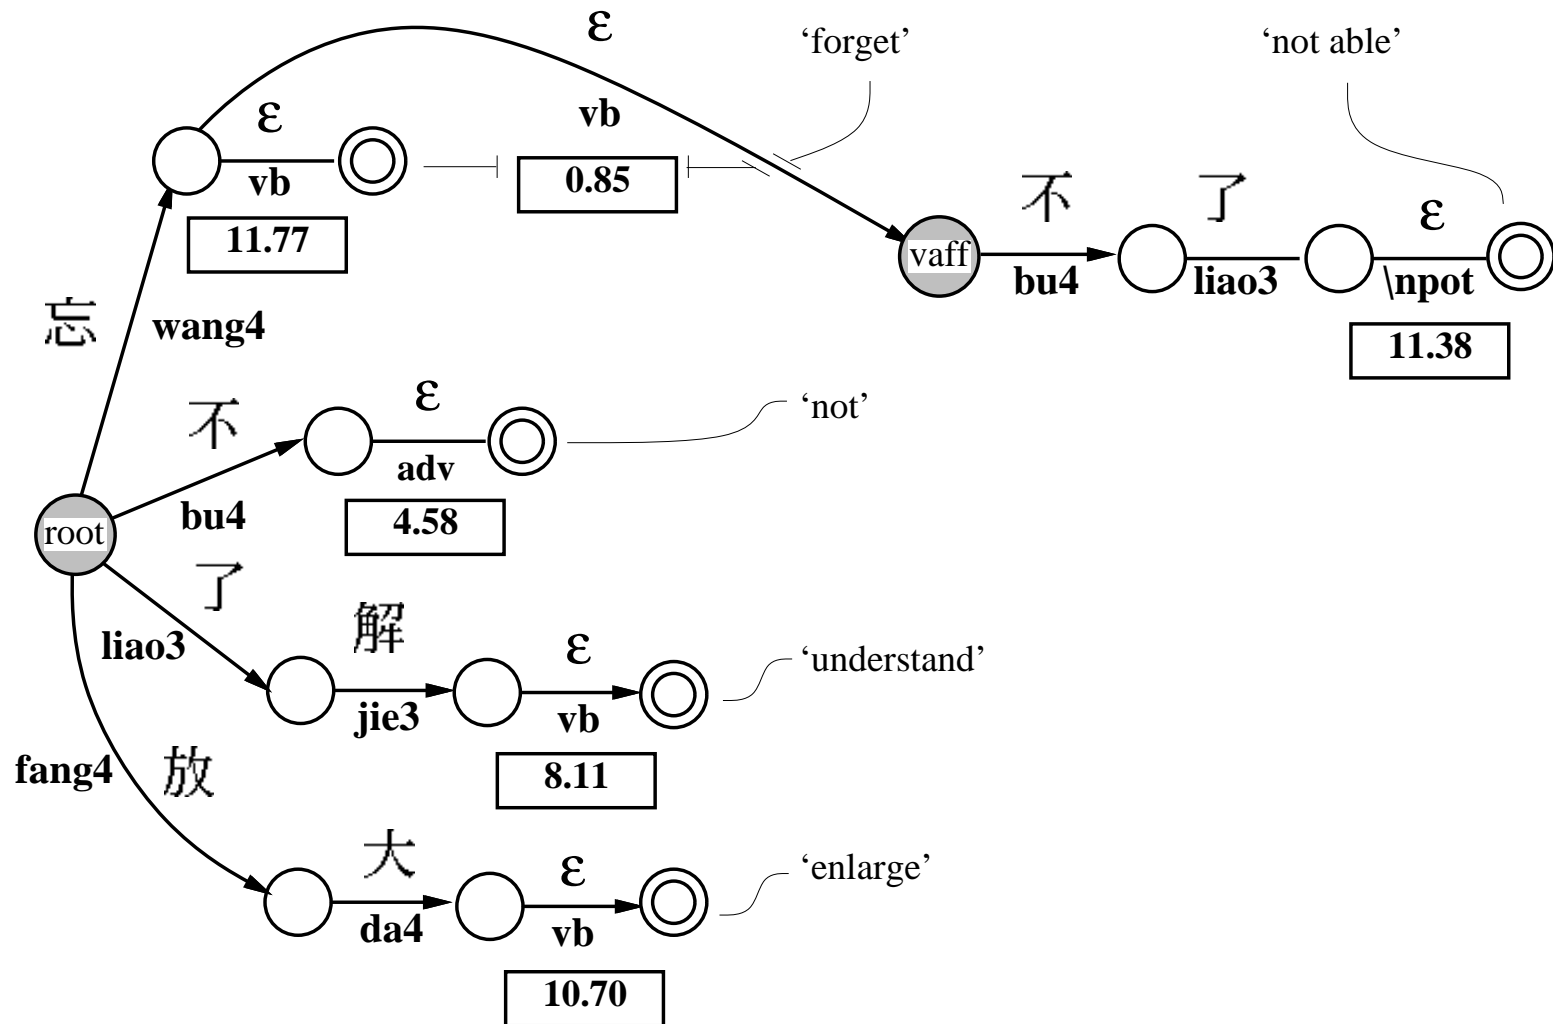 ε
‘forget’
‘not able’
ε
vb
vb
11.77
0.85
不
了
ε
vaff
bu4
liao3
\npot
11.38
忘
wang4
不
ε
‘not’
bu4
adv
4.58
root
了
liao3
解
ε
‘understand’
jie3
vb
8.11
fang4
放
大
ε
‘enlarge’
da4
vb
10.70